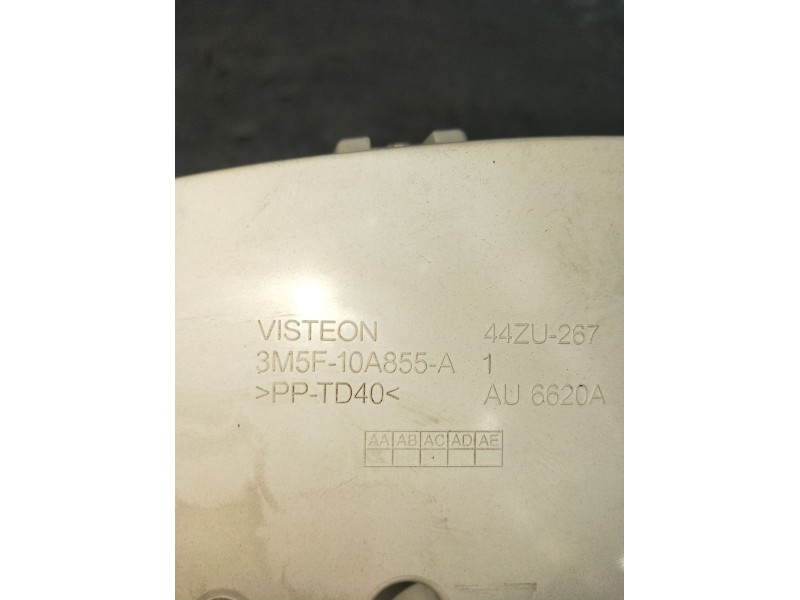 VISTEON 44ZU-267
3M5F-10A855-A 1
>PP-TD40< AU 6620A
AA AB AC AD AE